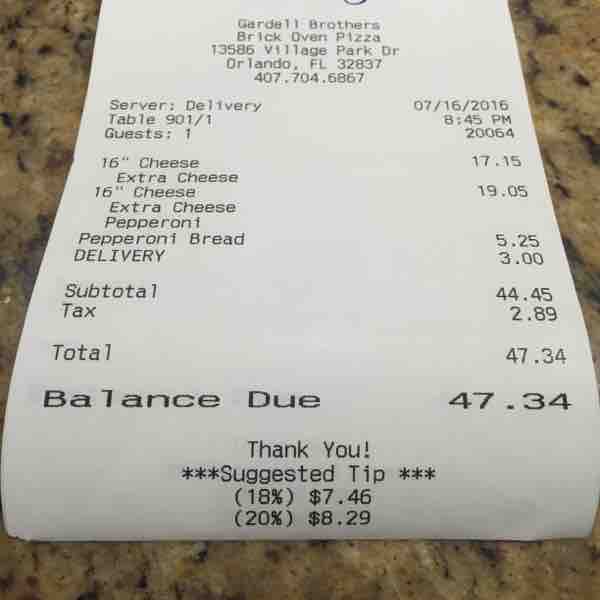 Gardell Brothers
Brick Oven Pizza
13586 Village Park Dr
Orlando, FL 32837
407.704.6867
Server: Delivery 07/16/2016
Table 901/1 8:45 PM
Guests: 1 20064
16" Cheese 17.15
Extra Cheese
16" Cheese 19.05
Extra Cheese
Pepperoni
Pepperoni Bread 5.25
DELIVERY 3.00
Subtotal 44.45
Tax 2.89
Total 47.34
Balance Due 47.34
Thank You!
***Suggested Tip ***
(18%) $7.46
(20%) $8.29